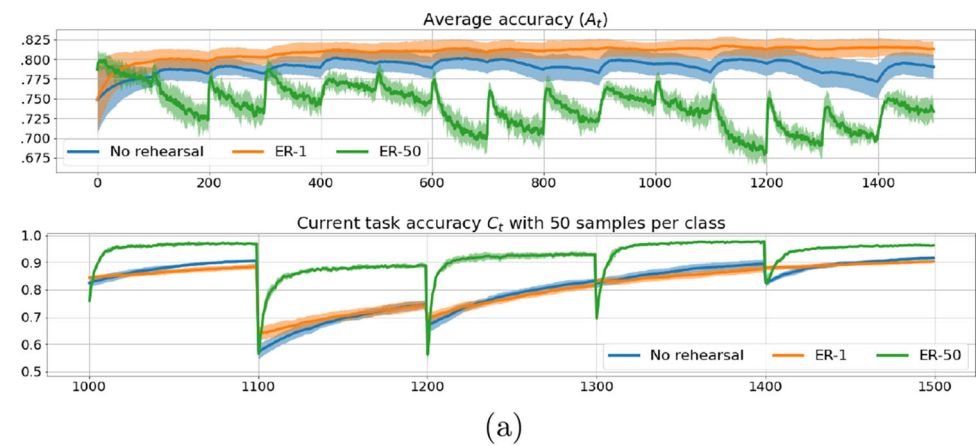 Average accuracy (A_t)
.825
.800
.775
.750
.725
.700
.675
No rehearsal ER-1 ER-50
0 200 400 600 800 1000 1200 1400
Current task accuracy C_t with 50 samples per class
1.0
0.9
0.8
0.7
0.6
0.5
No rehearsal ER-1 ER-50
1000 1100 1200 1300 1400 1500
(a)